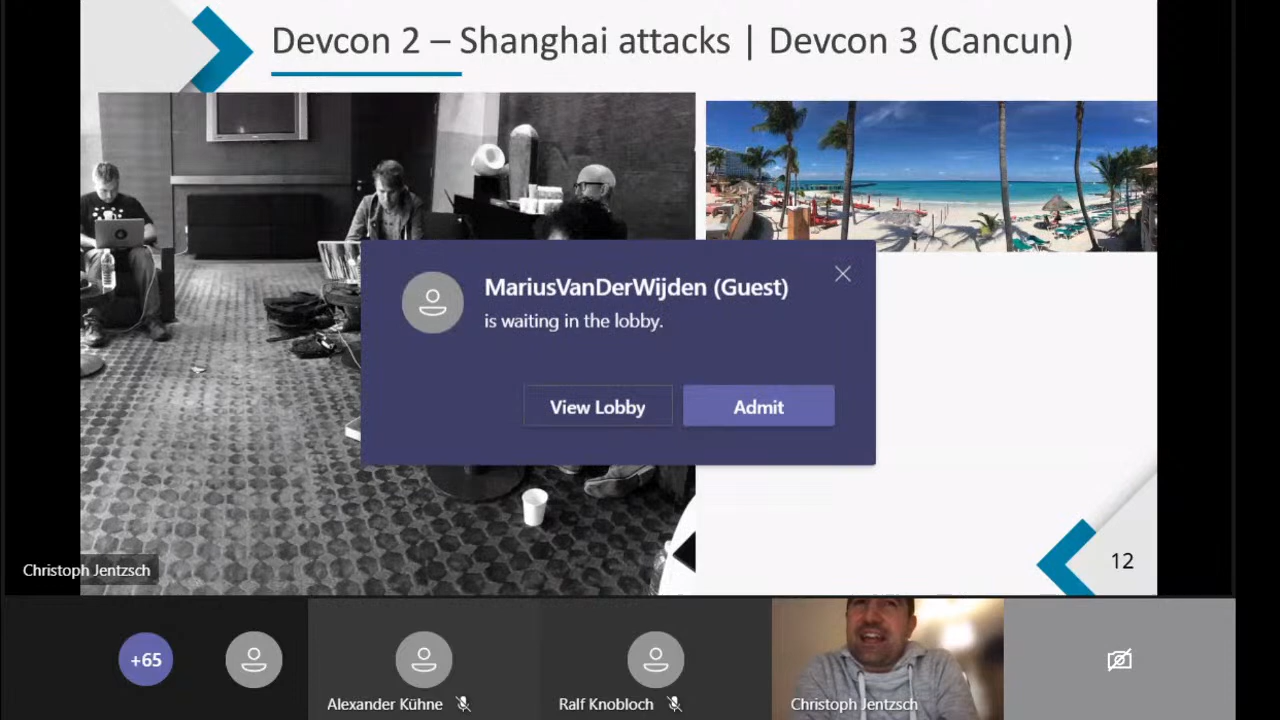 Devcon 2 – Shanghai attacks | Devcon 3 (Cancun)
MariusVanDerWijden (Guest)
is waiting in the lobby.
View Lobby
Admit
Christoph Jentzsch
12
+65
Alexander Kühne
Ralf Knobloch
Christoph Jentzsch